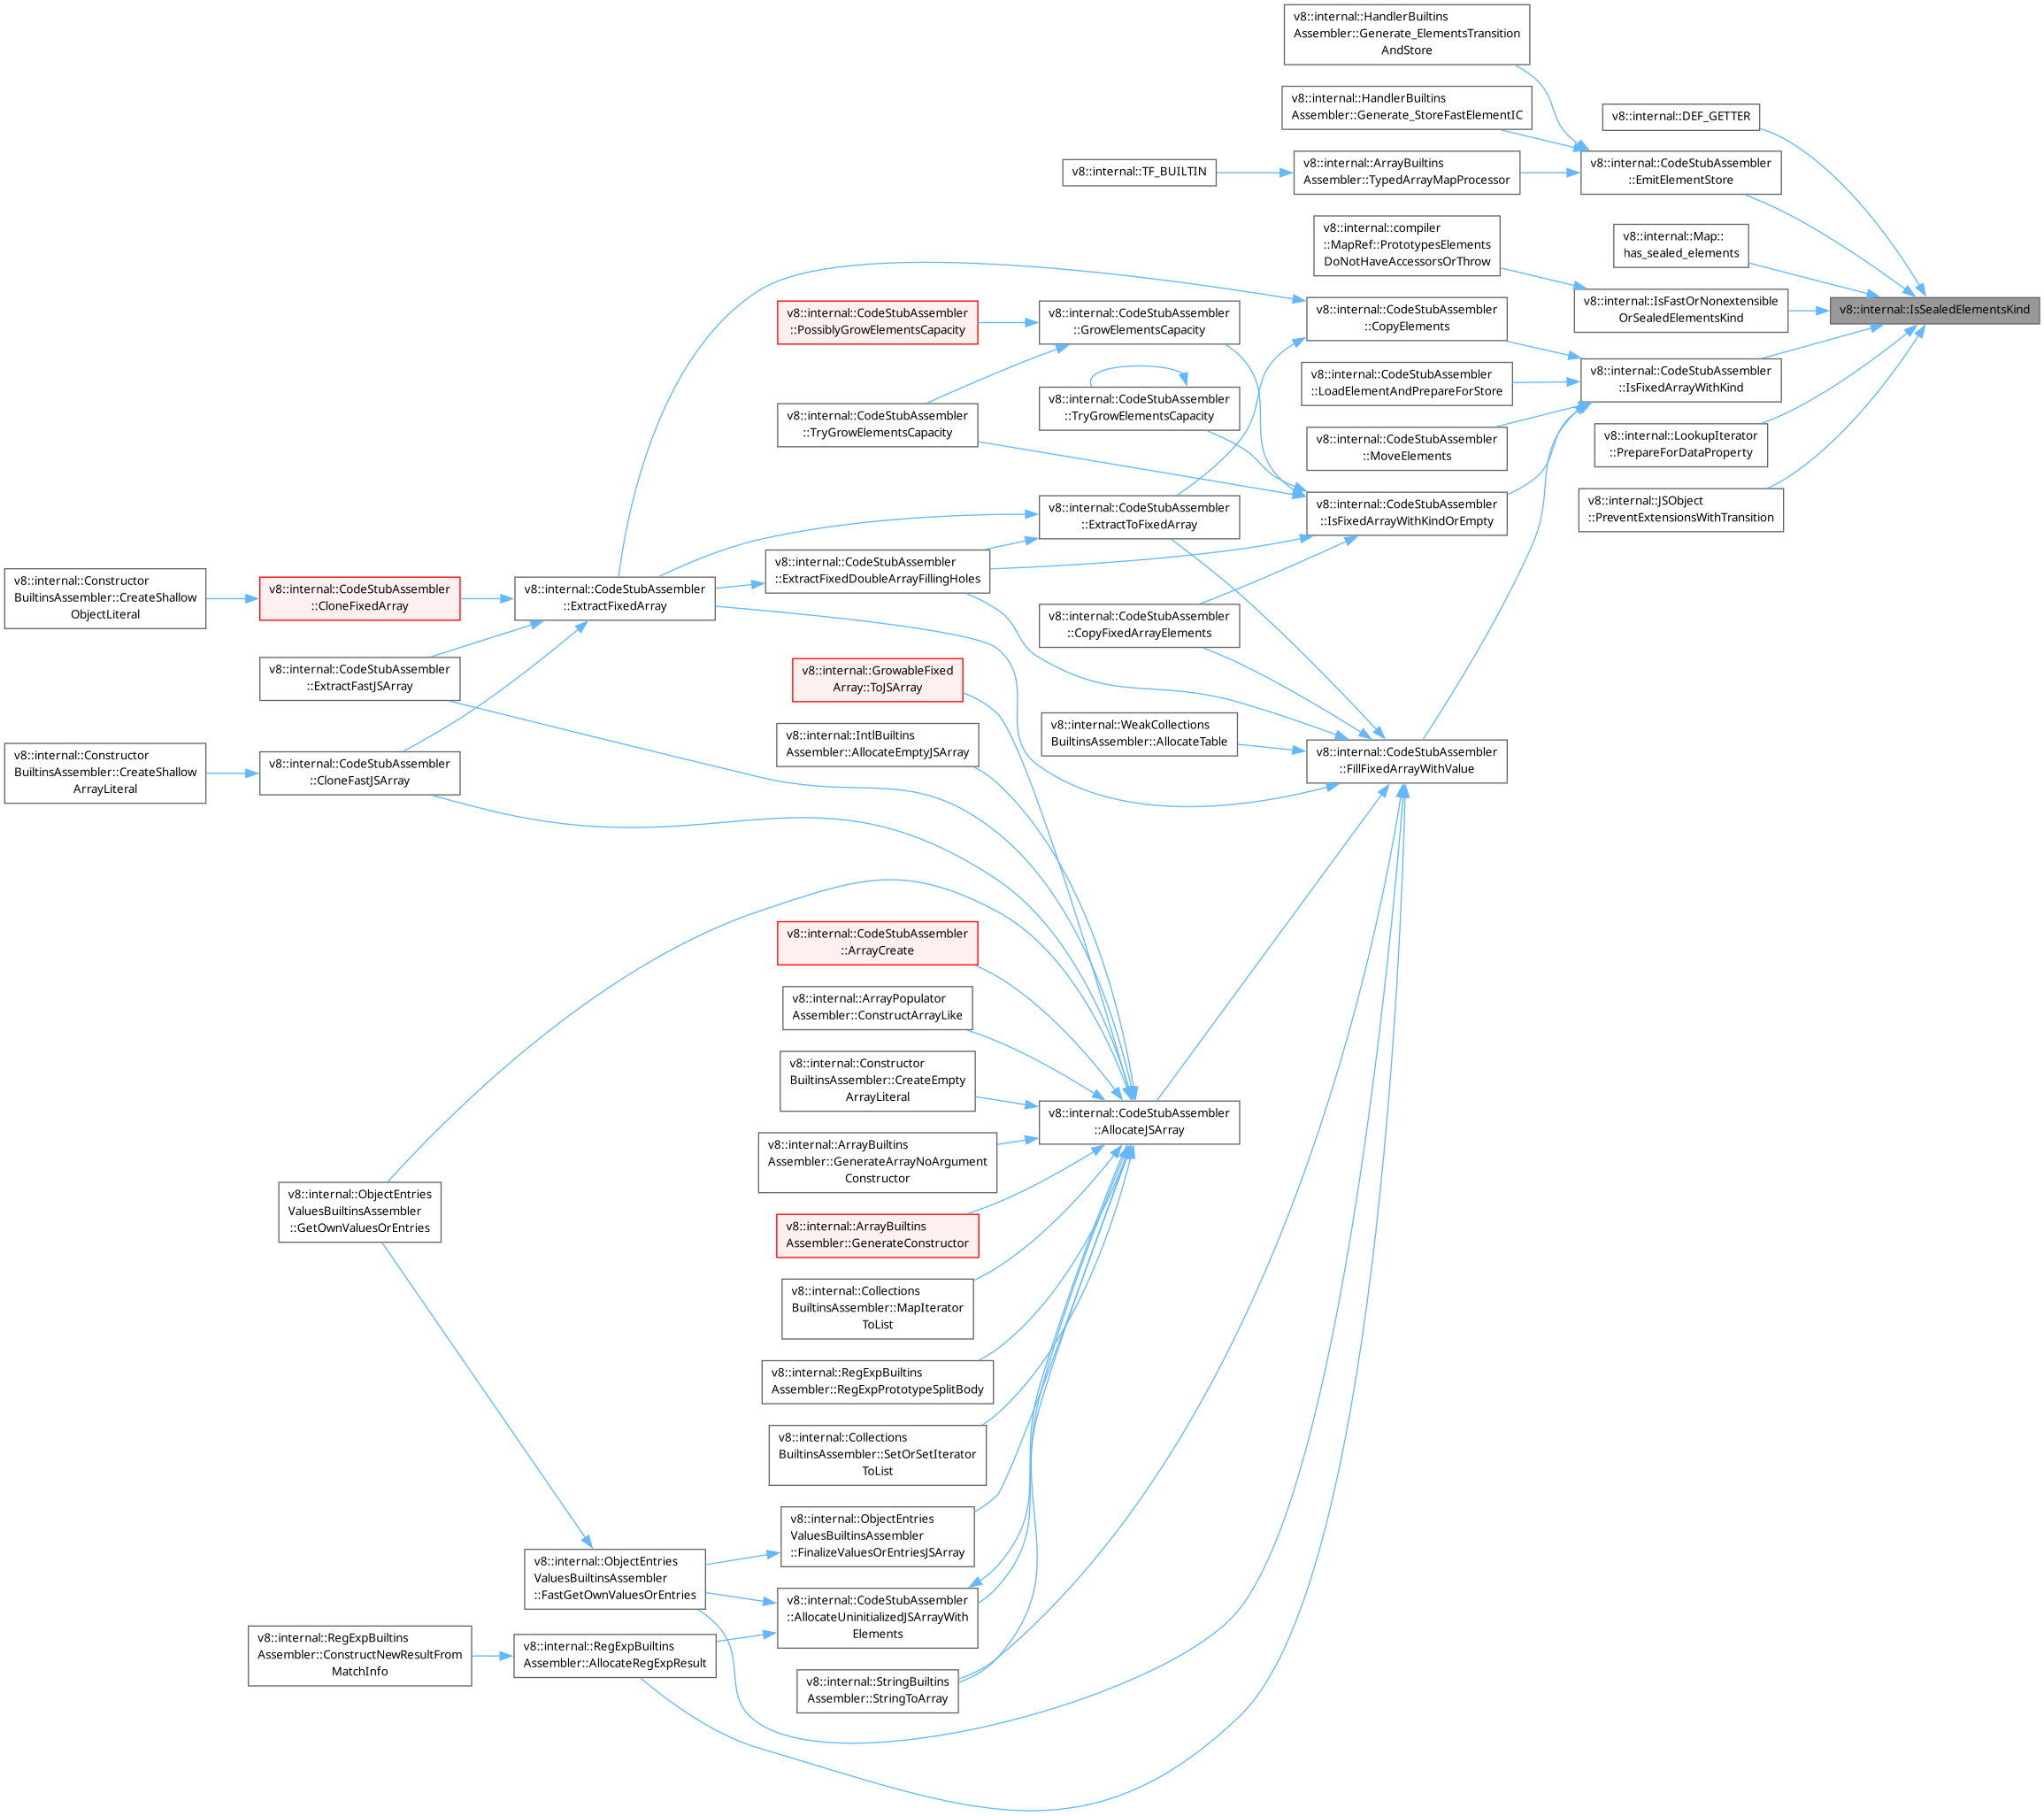 v8::internal::HandlerBuiltins
Assembler::Generate_ElementsTransition
AndStore
v8::internal::HandlerBuiltins
Assembler::Generate_StoreFastElementIC
v8::internal::DEF_GETTER
v8::internal::TF_BUILTIN
v8::internal::ArrayBuiltins
Assembler::TypedArrayMapProcessor
v8::internal::CodeStubAssembler
::EmitElementStore
v8::internal::compiler
::MapRef::PrototypesElements
DoNotHaveAccessorsOrThrow
v8::internal::Map::
has_sealed_elements
v8::internal::CodeStubAssembler
::PossiblyGrowElementsCapacity
v8::internal::CodeStubAssembler
::GrowElementsCapacity
v8::internal::CodeStubAssembler
::CopyElements
v8::internal::IsFastOrNonextensible
OrSealedElementsKind
v8::internal::IsSealedElementsKind
v8::internal::CodeStubAssembler
::TryGrowElementsCapacity
v8::internal::CodeStubAssembler
::TryGrowElementsCapacity
v8::internal::CodeStubAssembler
::LoadElementAndPrepareForStore
v8::internal::CodeStubAssembler
::IsFixedArrayWithKind
v8::internal::CodeStubAssembler
::MoveElements
v8::internal::LookupIterator
::PrepareForDataProperty
v8::internal::CodeStubAssembler
::ExtractToFixedArray
v8::internal::CodeStubAssembler
::IsFixedArrayWithKindOrEmpty
v8::internal::JSObject
::PreventExtensionsWithTransition
v8::internal::Constructor
BuiltinsAssembler::CreateShallow
ObjectLiteral
v8::internal::CodeStubAssembler
::CloneFixedArray
v8::internal::CodeStubAssembler
::ExtractFixedArray
v8::internal::CodeStubAssembler
::ExtractFixedDoubleArrayFillingHoles
v8::internal::CodeStubAssembler
::CopyFixedArrayElements
v8::internal::CodeStubAssembler
::ExtractFastJSArray
v8::internal::GrowableFixed
Array::ToJSArray
v8::internal::IntlBuiltins
Assembler::AllocateEmptyJSArray
v8::internal::WeakCollections
BuiltinsAssembler::AllocateTable
v8::internal::CodeStubAssembler
::FillFixedArrayWithValue
v8::internal::Constructor
BuiltinsAssembler::CreateShallow
ArrayLiteral
v8::internal::CodeStubAssembler
::CloneFastJSArray
v8::internal::CodeStubAssembler
::ArrayCreate
v8::internal::ArrayPopulator
Assembler::ConstructArrayLike
v8::internal::Constructor
BuiltinsAssembler::CreateEmpty
ArrayLiteral
v8::internal::CodeStubAssembler
::AllocateJSArray
v8::internal::ArrayBuiltins
Assembler::GenerateArrayNoArgument
Constructor
v8::internal::ObjectEntries
ValuesBuiltinsAssembler
::GetOwnValuesOrEntries
v8::internal::ArrayBuiltins
Assembler::GenerateConstructor
v8::internal::Collections
BuiltinsAssembler::MapIterator
ToList
v8::internal::RegExpBuiltins
Assembler::RegExpPrototypeSplitBody
v8::internal::Collections
BuiltinsAssembler::SetOrSetIterator
ToList
v8::internal::ObjectEntries
ValuesBuiltinsAssembler
::FinalizeValuesOrEntriesJSArray
v8::internal::ObjectEntries
ValuesBuiltinsAssembler
::FastGetOwnValuesOrEntries
v8::internal::CodeStubAssembler
::AllocateUninitializedJSArrayWith
Elements
v8::internal::RegExpBuiltins
Assembler::ConstructNewResultFrom
MatchInfo
v8::internal::RegExpBuiltins
Assembler::AllocateRegExpResult
v8::internal::StringBuiltins
Assembler::StringToArray